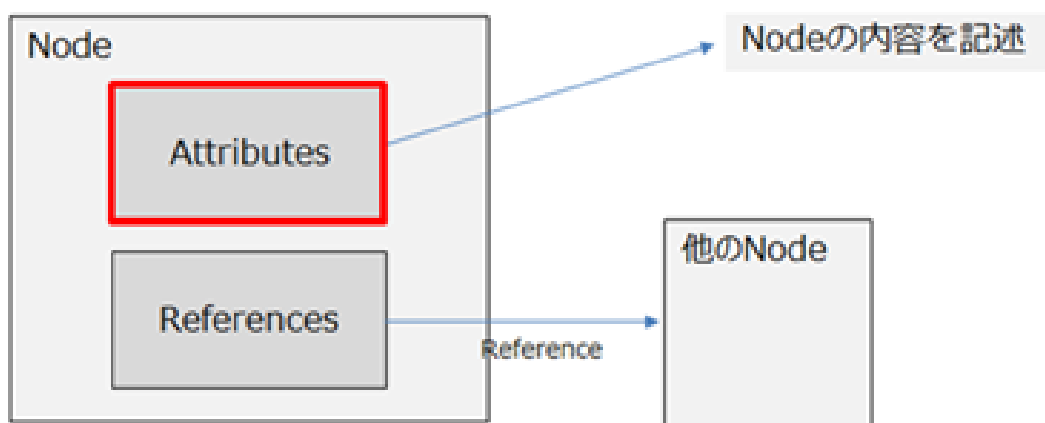 Node
Nodeの内容を記述
Attributes
他のNode
References
Reference